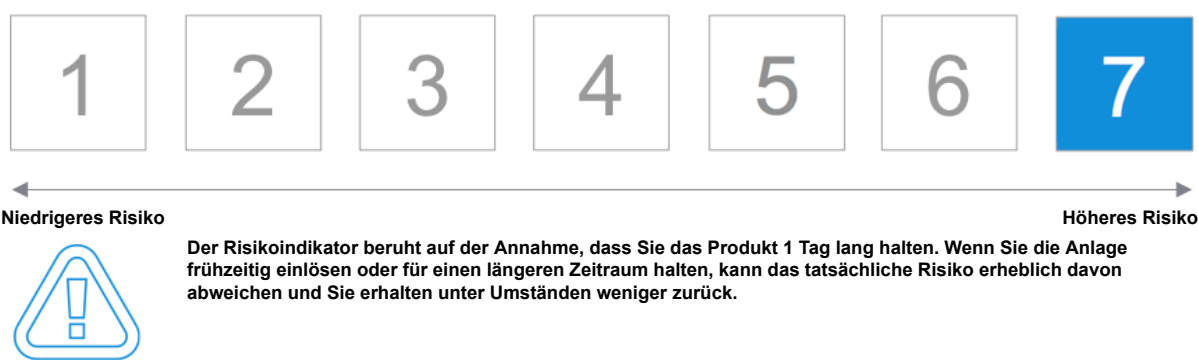 1 2 3 4 5 6 7
Niedrigeres Risiko Höheres Risiko
Der Risikoindikator beruht auf der Annahme, dass Sie das Produkt 1 Tag lang halten. Wenn Sie die Anlage
frühzeitig einlösen oder für einen längeren Zeitraum halten, kann das tatsächliche Risiko erheblich davon
abweichen und Sie erhalten unter Umständen weniger zurück.